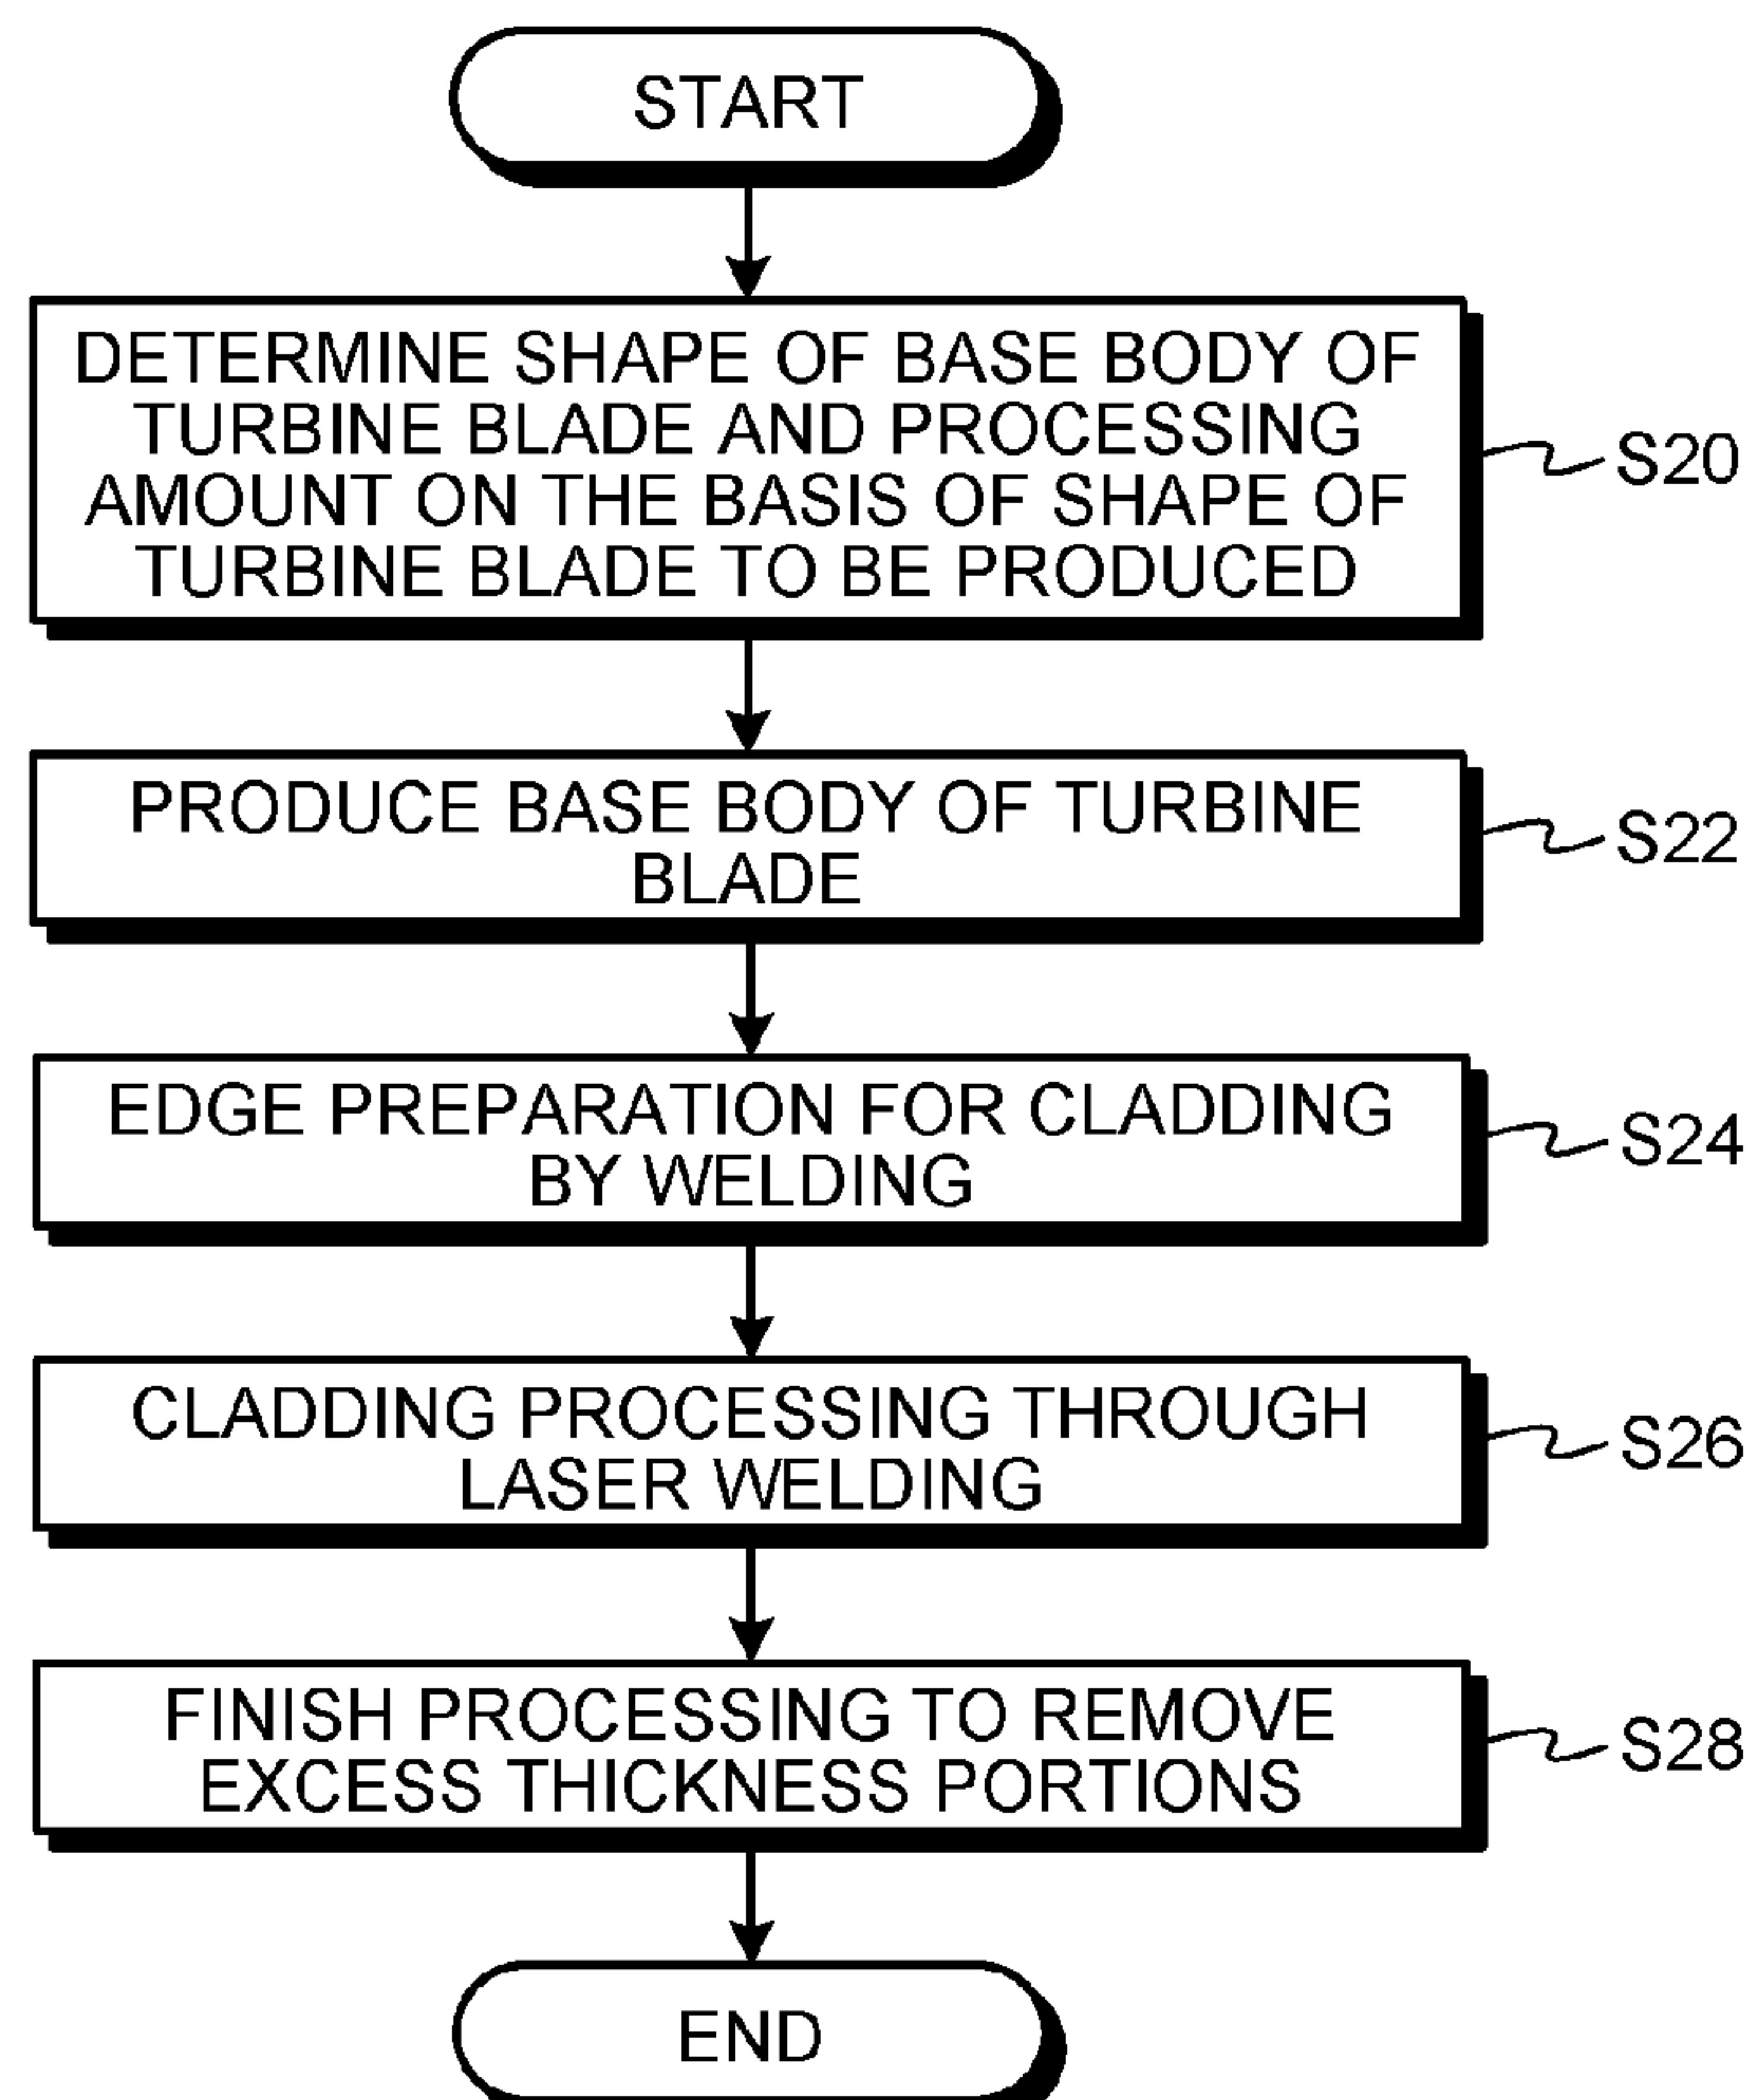 START
DETERMINE SHAPE OF BASE BODY OF
TURBINE BLADE AND PROCESSING
AMOUNT ON THE BASIS OF SHAPE OF
TURBINE BLADE TO BE PRODUCED
S20
PRODUCE BASE BODY OF TURBINE
BLADE
S22
EDGE PREPARATION FOR CLADDING
BY WELDING
S24
CLADDING PROCESSING THROUGH
LASER WELDING
S26
FINISH PROCESSING TO REMOVE
EXCESS THICKNESS PORTIONS
S28
END